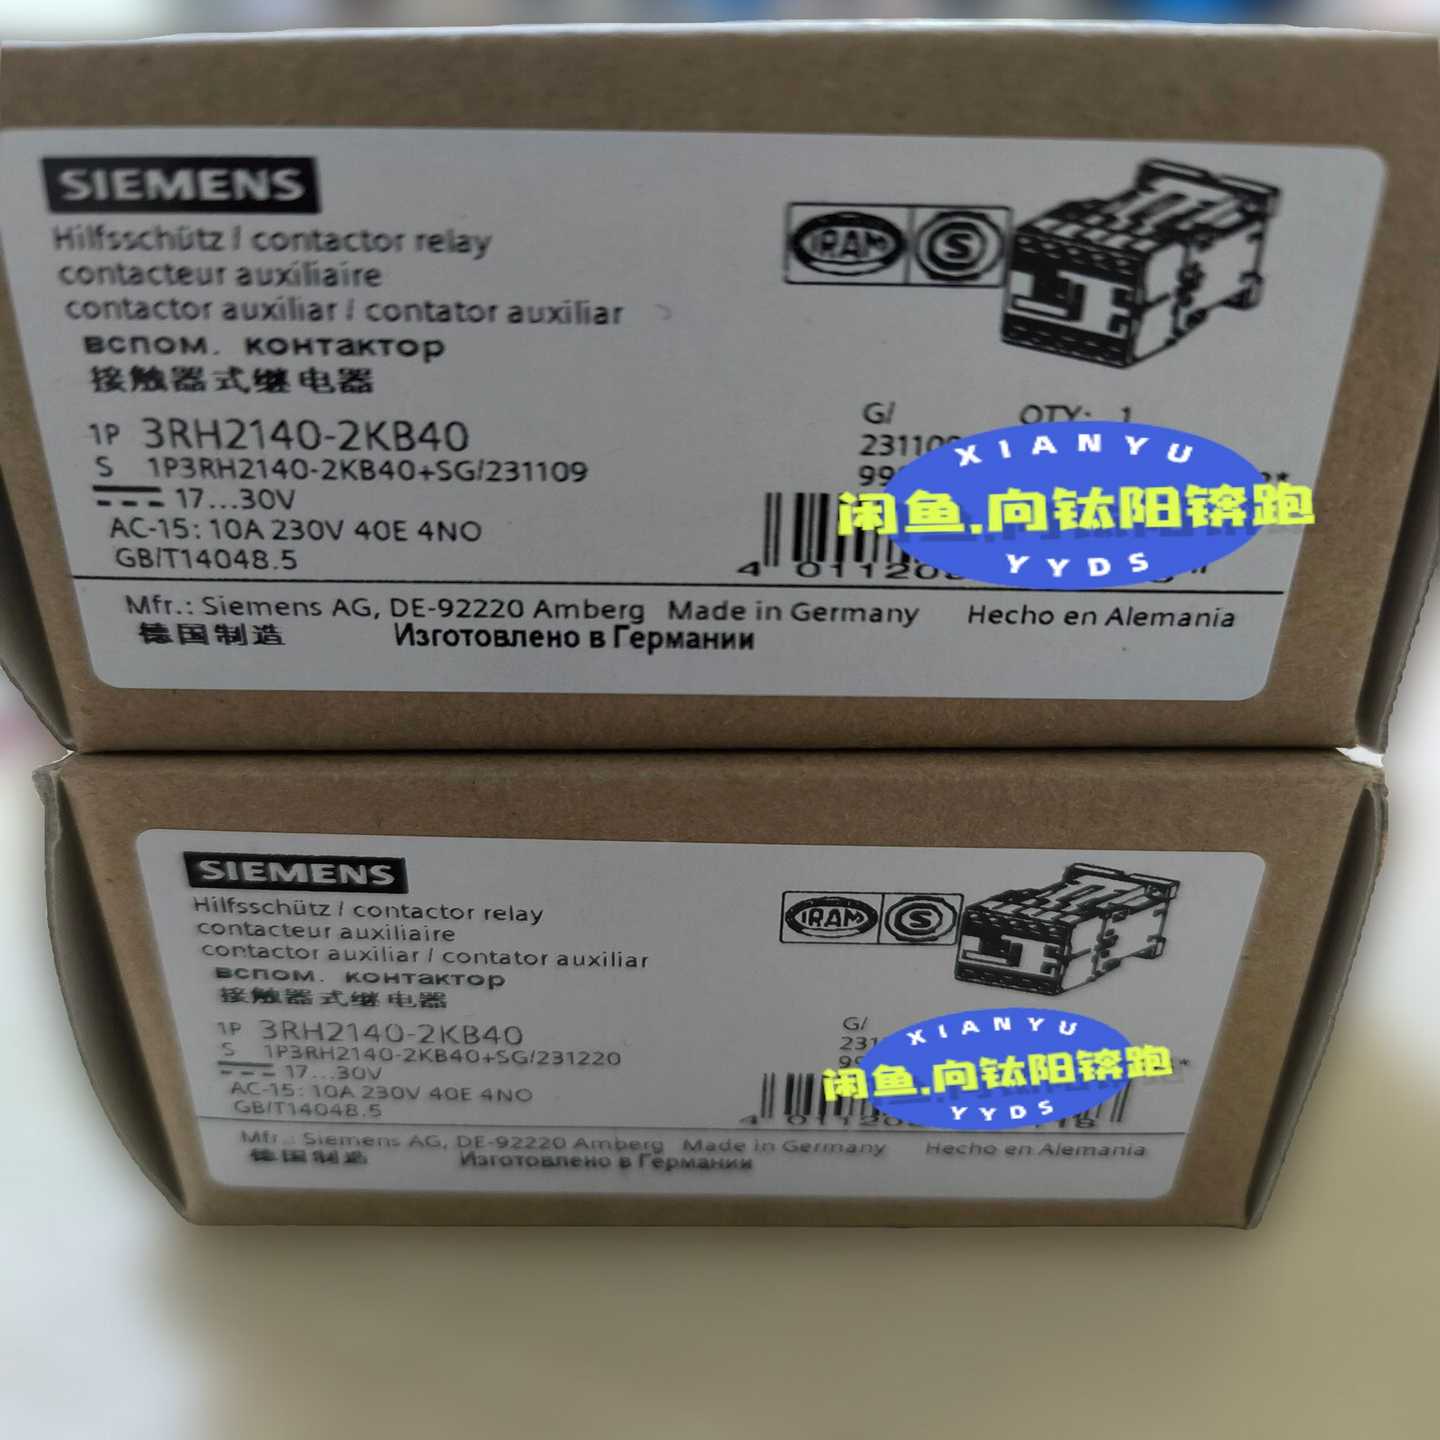 SIEMENS
Hilfsschütz / contactor relay
contacteur auxiliaire
contactor auxiliar / contator auxiliar
вспом. контактор
接触器式继电器
IRAM S
1P 3RH2140-2KB40
S 1P3RH2140-2KB40+SG/231109
17...30V
AC-15: 10A 230V 40E 4NO
GB/T14048.5
G/ QTY: 1
XIANYU
闲鱼.向钛阳锛跑
YYDS
Mfr.: Siemens AG, DE-92220 Amberg Made in Germany Hecho en Alemania
德国制造 Изготовлено в Германии
SIEMENS
Hilfsschütz / contactor relay
contacteur auxiliaire
contactor auxiliar / contator auxiliar
вспом. контактор
接触器式继电器
IRAM S
1P 3RH2140-2KB40
S 1P3RH2140-2KB40+SG/231220
17...30V
AC-15: 10A 230V 40E 4NO
GB/T14048.5
G/
XIANYU
闲鱼.向钛阳锛跑
YYDS
Mfr.: Siemens AG, DE-92220 Amberg Made in Germany Hecho en Alemania
德国制造 Изготовлено в Германии